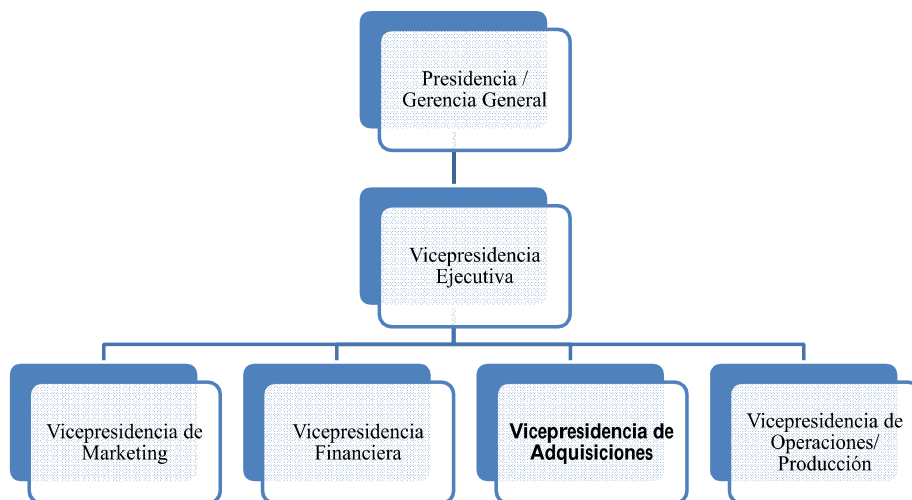 Presidencia /
Gerencia General
Vicepresidencia
Ejecutiva
Vicepresidencia de
Marketing
Vicepresidencia
Financiera
Vicepresidencia de
Adquisiciones
Vicepresidencia de
Operaciones/
Producción